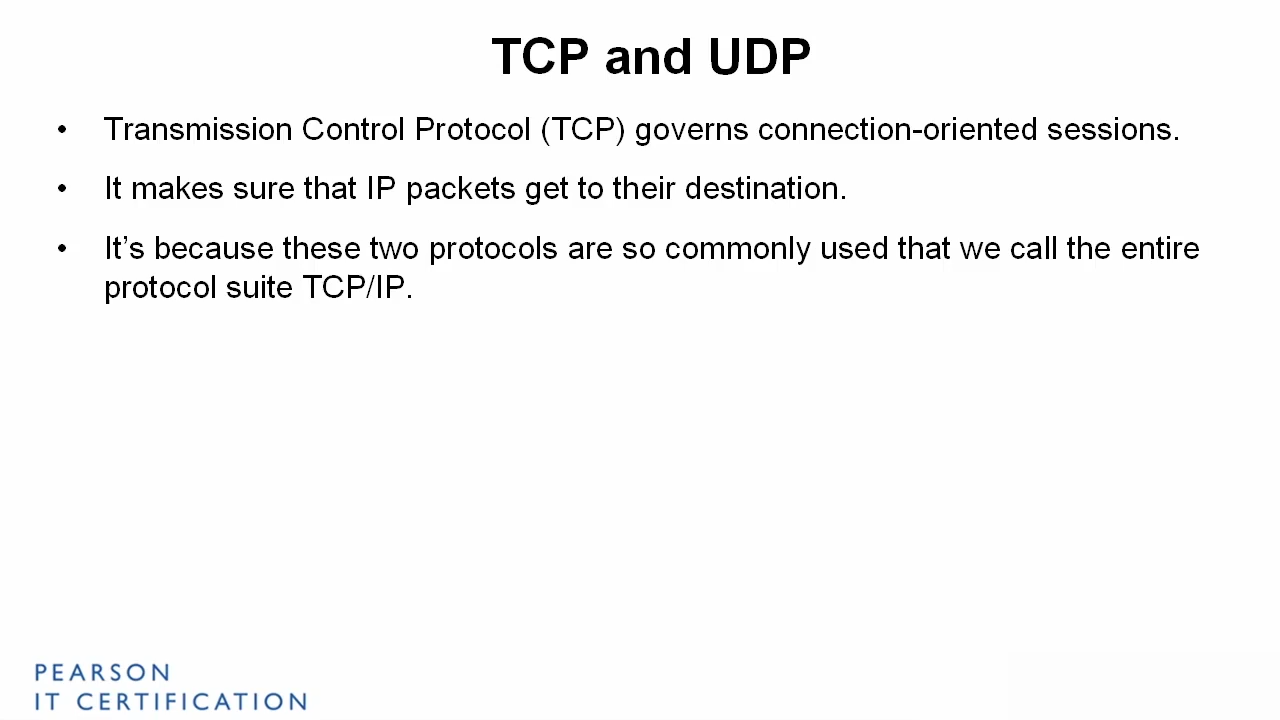 TCP and UDP
• Transmission Control Protocol (TCP) governs connection-oriented sessions.
• It makes sure that IP packets get to their destination.
• It’s because these two protocols are so commonly used that we call the entire
protocol suite TCP/IP.
PEARSON
IT CERTIFICATION